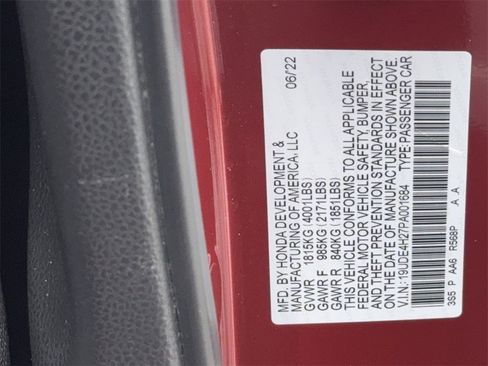 MFD. BY HONDA DEVELOPMENT & 06/22
MANUFACTURING OF AMERICA, LLC
GVWR 1815KG (4001LBS)
GAWR F 985KG (2171LBS)
GAWR R 840KG (1851LBS)
THIS VEHICLE CONFORMS TO ALL APPLICABLE
FEDERAL MOTOR VEHICLE SAFETY, BUMPER,
AND THEFT PREVENTION STANDARDS IN EFFECT
ON THE DATE OF MANUFACTURE SHOWN ABOVE.
V.I.N: 19UDE4H27PA001684 TYPE:PASSENGER CAR
3S5 P AA6 R568P A .A